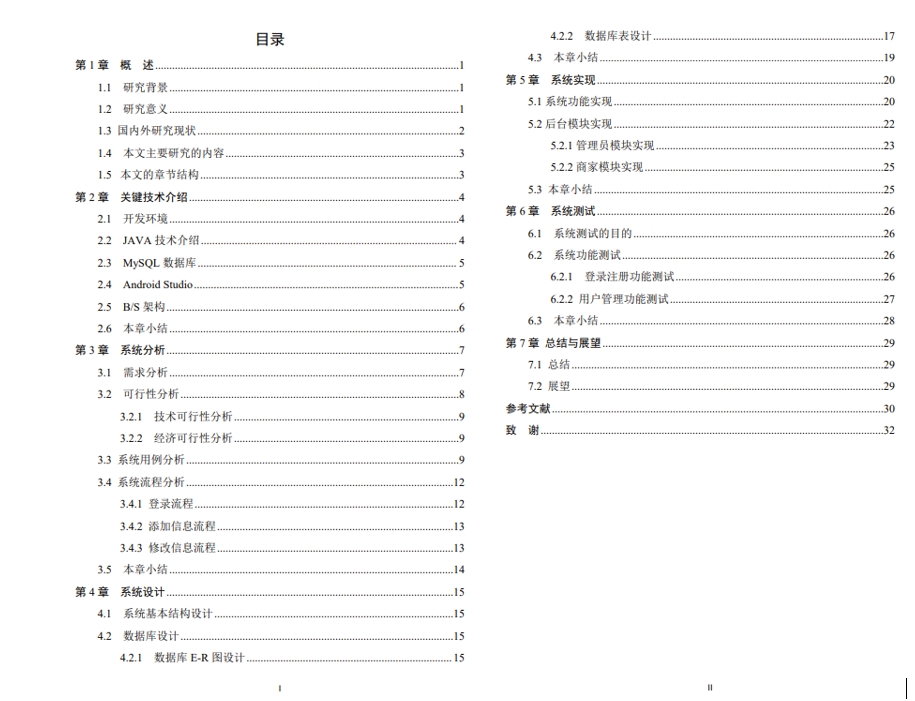 目录
第 1 章 概 述...1
1.1 研究背景...1
1.2 研究意义...1
1.3 国内外研究现状...2
1.4 本文主要研究的内容...3
1.5 本文的章节结构...3
第 2 章 关键技术介绍...4
2.1 开发环境...4
2.2 JAVA 技术介绍...4
2.3 MySQL 数据库...5
2.4 Android Studio...5
2.5 B/S 架构...6
2.6 本章小结...6
第 3 章 系统分析...7
3.1 需求分析...7
3.2 可行性分析...8
3.2.1 技术可行性分析...9
3.2.2 经济可行性分析...9
3.3 系统用例分析...9
3.4 系统流程分析...12
3.4.1 登录流程...12
3.4.2 添加信息流程...13
3.4.3 修改信息流程...13
3.5 本章小结...14
第 4 章 系统设计...15
4.1 系统基本结构设计...15
4.2 数据库设计...15
4.2.1 数据库 E-R 图设计...15
I
4.2.2 数据库表设计...17
4.3 本章小结...19
第 5 章 系统实现...20
5.1 系统功能实现...20
5.2 后台模块实现...22
5.2.1 管理员模块实现...23
5.2.2 商家模块实现...25
5.3 本章小结...25
第 6 章 系统测试...26
6.1 系统测试的目的...26
6.2 系统功能测试...26
6.2.1 登录注册功能测试...26
6.2.2 用户管理功能测试...27
6.3 本章小结...28
第 7 章 总结与展望...29
7.1 总结...29
7.2 展望...29
参考文献...30
致 谢...32
II